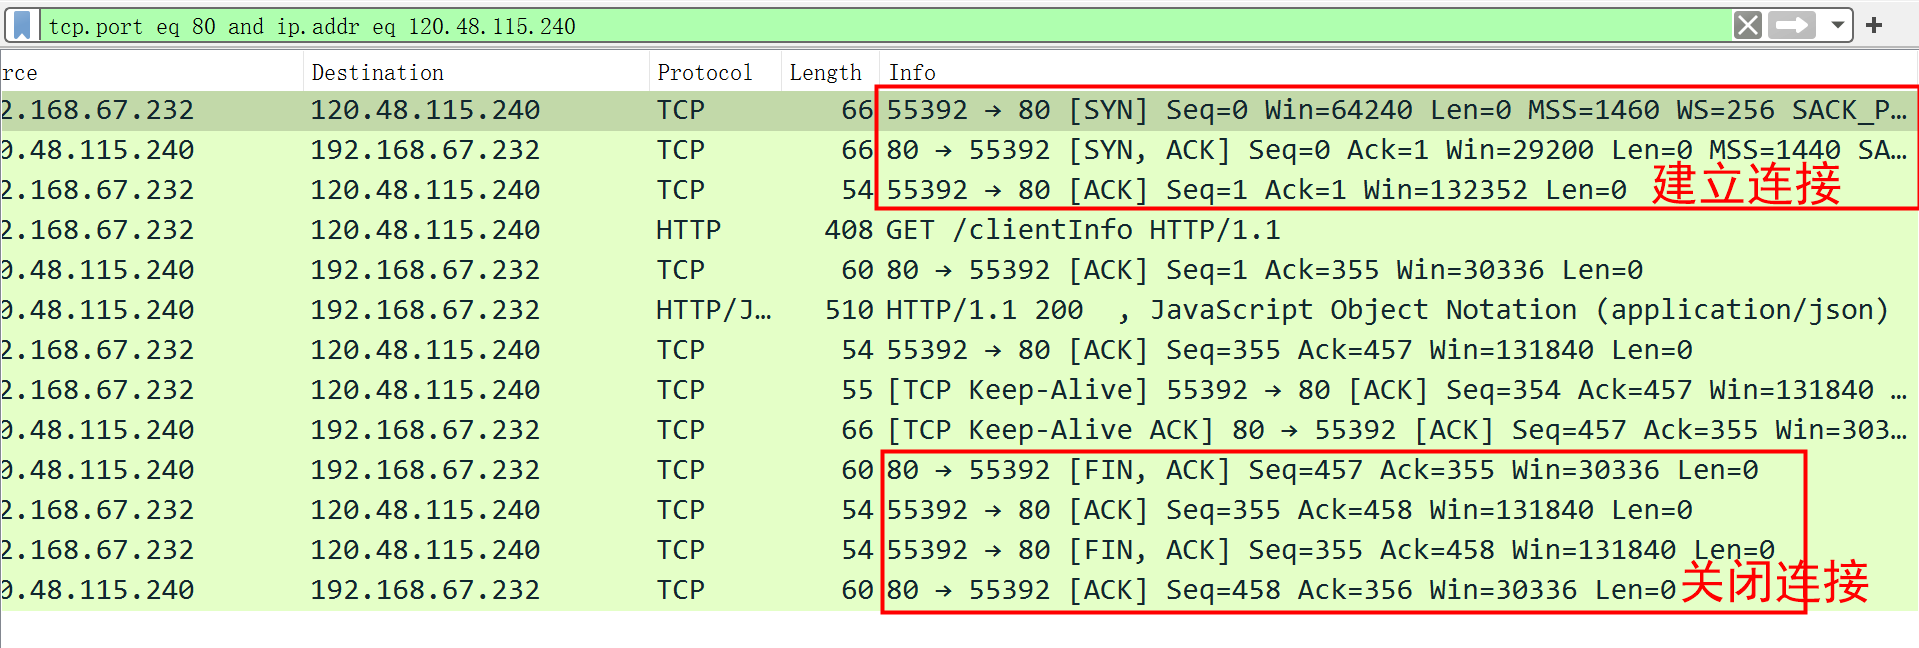 tcp.port eq 80 and ip.addr eq 120.48.115.240
rce Destination Protocol Length Info
2.168.67.232 120.48.115.240 TCP 66 55392 → 80 [SYN] Seq=0 Win=64240 Len=0 MSS=1460 WS=256 SACK_P…
0.48.115.240 192.168.67.232 TCP 66 80 → 55392 [SYN, ACK] Seq=0 Ack=1 Win=29200 Len=0 MSS=1440 SA…
2.168.67.232 120.48.115.240 TCP 54 55392 → 80 [ACK] Seq=1 Ack=1 Win=132352 Len=0 建立连接
2.168.67.232 120.48.115.240 HTTP 408 GET /clientInfo HTTP/1.1
0.48.115.240 192.168.67.232 TCP 60 80 → 55392 [ACK] Seq=1 Ack=355 Win=30336 Len=0
0.48.115.240 192.168.67.232 HTTP/J… 510 HTTP/1.1 200 , JavaScript Object Notation (application/json)
2.168.67.232 120.48.115.240 TCP 54 55392 → 80 [ACK] Seq=355 Ack=457 Win=131840 Len=0
2.168.67.232 120.48.115.240 TCP 55 [TCP Keep-Alive] 55392 → 80 [ACK] Seq=354 Ack=457 Win=131840 …
0.48.115.240 192.168.67.232 TCP 66 [TCP Keep-Alive ACK] 80 → 55392 [ACK] Seq=457 Ack=355 Win=303…
0.48.115.240 192.168.67.232 TCP 60 80 → 55392 [FIN, ACK] Seq=457 Ack=355 Win=30336 Len=0
2.168.67.232 120.48.115.240 TCP 54 55392 → 80 [ACK] Seq=355 Ack=458 Win=131840 Len=0
2.168.67.232 120.48.115.240 TCP 54 55392 → 80 [FIN, ACK] Seq=355 Ack=458 Win=131840 Len=0
0.48.115.240 192.168.67.232 TCP 60 80 → 55392 [ACK] Seq=458 Ack=356 Win=30336 Len=0 关闭连接